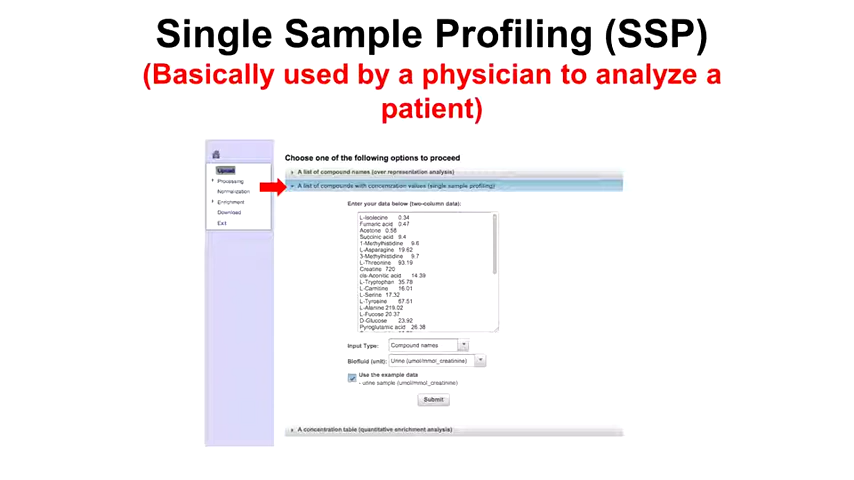 Single Sample Profiling (SSP)
(Basically used by a physician to analyze a
patient)
Choose one of the following options to proceed
A list of compound names (over representation analysis)
A list of compounds with concentration values (single sample profiling)
Upload
Processing
Normalization
Enrichment
Download
Exit
Enter your data below (two-column data):
L-Isolecine 0.34
Fumaric acid 0.47
Acetone 0.58
Succinic acid 9.4
1-Methylhistidine 9.6
L-Asparagine 19.62
3-Methylhistidine 9.7
L-Threonine 93.19
Creatine 720
cis-Aconitic acid 14.39
L-Tryptophan 35.78
L-Carnitine 16.01
L-Serine 17.32
L-Tyrosine 67.51
L-Alanine 219.02
L-Fucose 20.37
D-Glucose 23.92
Pyroglutamic acid 26.38
Input Type: Compound names
Biofluid (unit): Urine (umol/mmol_creatinine)
Use the example data
- urine sample (umol/mmol_creatinine)
Submit
A concentration table (quantitative enrichment analysis)